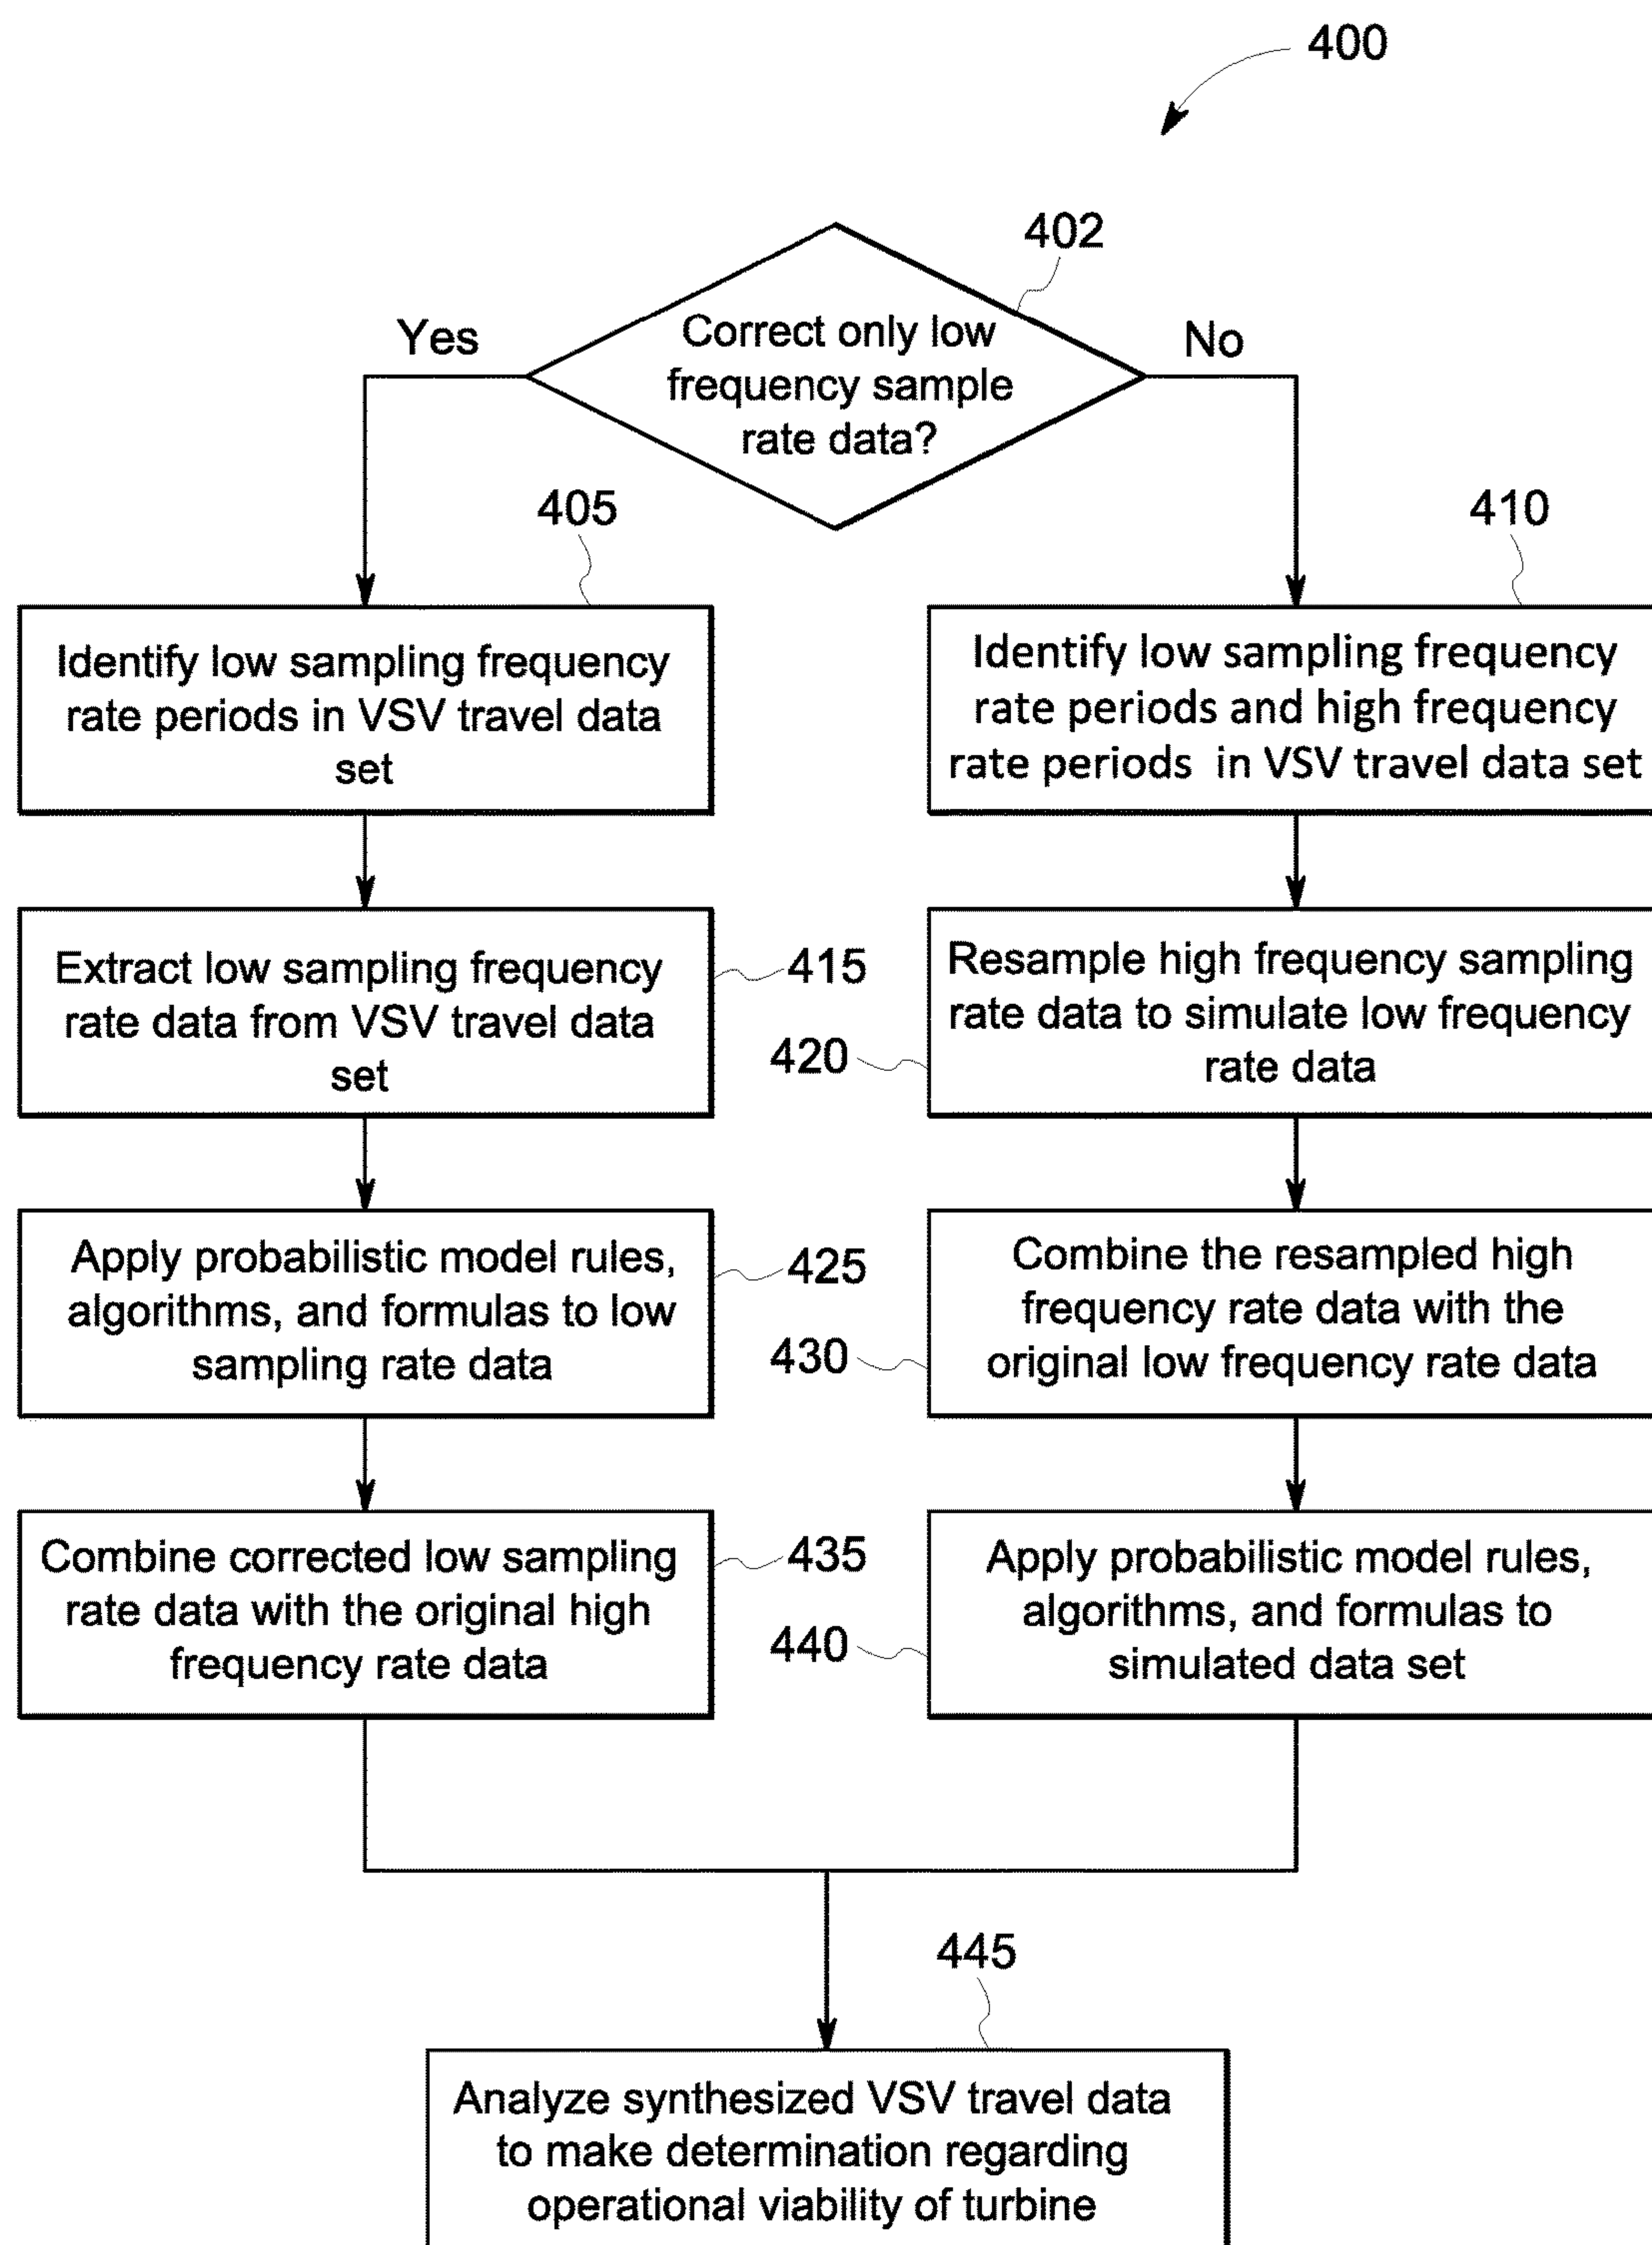 400
402
Correct only low
frequency sample
rate data?
Yes
No
405
Identify low sampling frequency
rate periods in VSV travel data
set
410
Identify low sampling frequency
rate periods and high frequency
rate periods in VSV travel data set
Extract low sampling frequency
rate data from VSV travel data
set
415
Resample high frequency sampling
rate data to simulate low frequency
rate data
420
Apply probabilistic model rules,
algorithms, and formulas to low
sampling rate data
425
Combine the resampled high
frequency rate data with the
original low frequency rate data
430
Combine corrected low sampling
rate data with the original high
frequency rate data
435
Apply probabilistic model rules,
algorithms, and formulas to
simulated data set
440
445
Analyze synthesized VSV travel data
to make determination regarding
operational viability of turbine